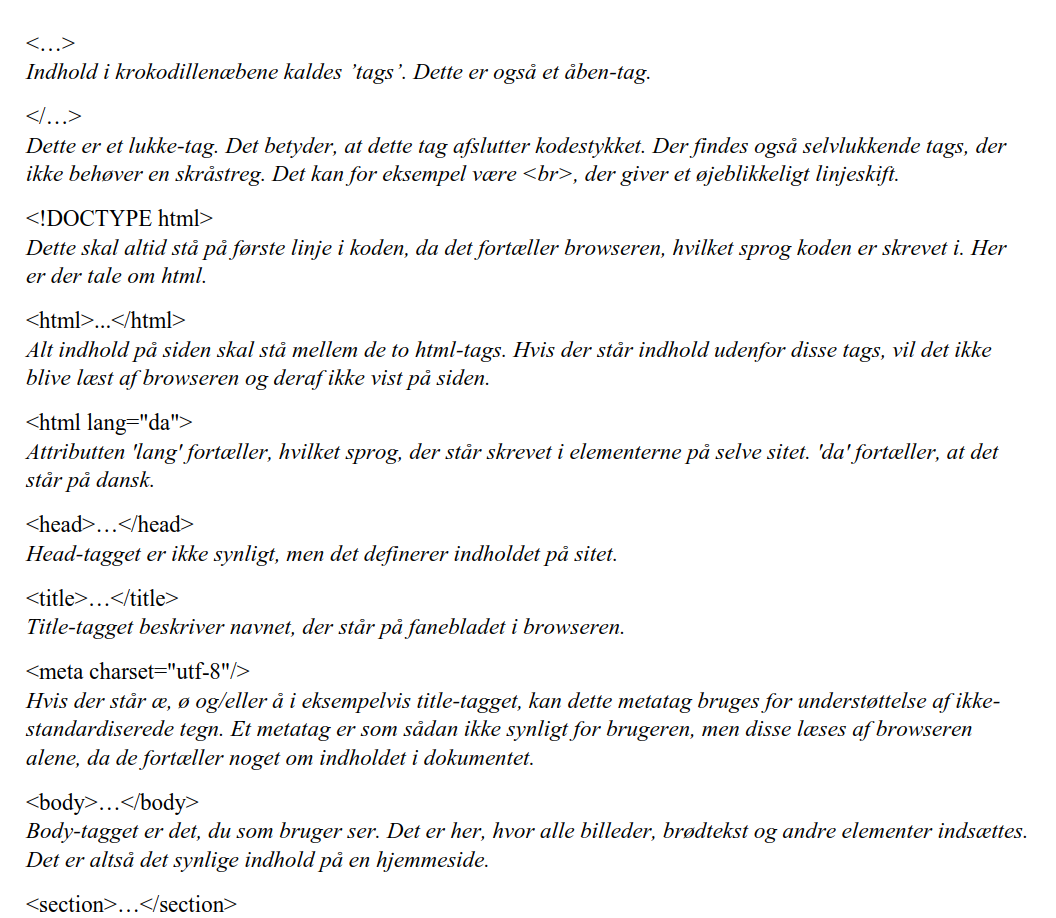 <…>
Indhold i krokodillenæbene kaldes ’tags’. Dette er også et åben-tag.
</…>
Dette er et lukke-tag. Det betyder, at dette tag afslutter kodestykket. Der findes også selvlukkende tags, der
ikke behøver en skråstreg. Det kan for eksempel være <br>, der giver et øjeblikkeligt linjeskift.
<!DOCTYPE html>
Dette skal altid stå på første linje i koden, da det fortæller browseren, hvilket sprog koden er skrevet i. Her
er der tale om html.
<html>...</html>
Alt indhold på siden skal stå mellem de to html-tags. Hvis der står indhold udenfor disse tags, vil det ikke
blive læst af browseren og deraf ikke vist på siden.
<html lang="da">
Attributten 'lang' fortæller, hvilket sprog, der står skrevet i elementerne på selve sitet. 'da' fortæller, at det
står på dansk.
<head>…</head>
Head-tagget er ikke synligt, men det definerer indholdet på sitet.
<title>…</title>
Title-tagget beskriver navnet, der står på fanebladet i browseren.
<meta charset="utf-8"/>
Hvis der står æ, ø og/eller å i eksempelvis title-tagget, kan dette metatag bruges for understøttelse af ikke-
standardiserede tegn. Et metatag er som sådan ikke synligt for brugeren, men disse læses af browseren
alene, da de fortæller noget om indholdet i dokumentet.
<body>…</body>
Body-tagget er det, du som bruger ser. Det er her, hvor alle billeder, brødtekst og andre elementer indsættes.
Det er altså det synlige indhold på en hjemmeside.
<section>…</section>